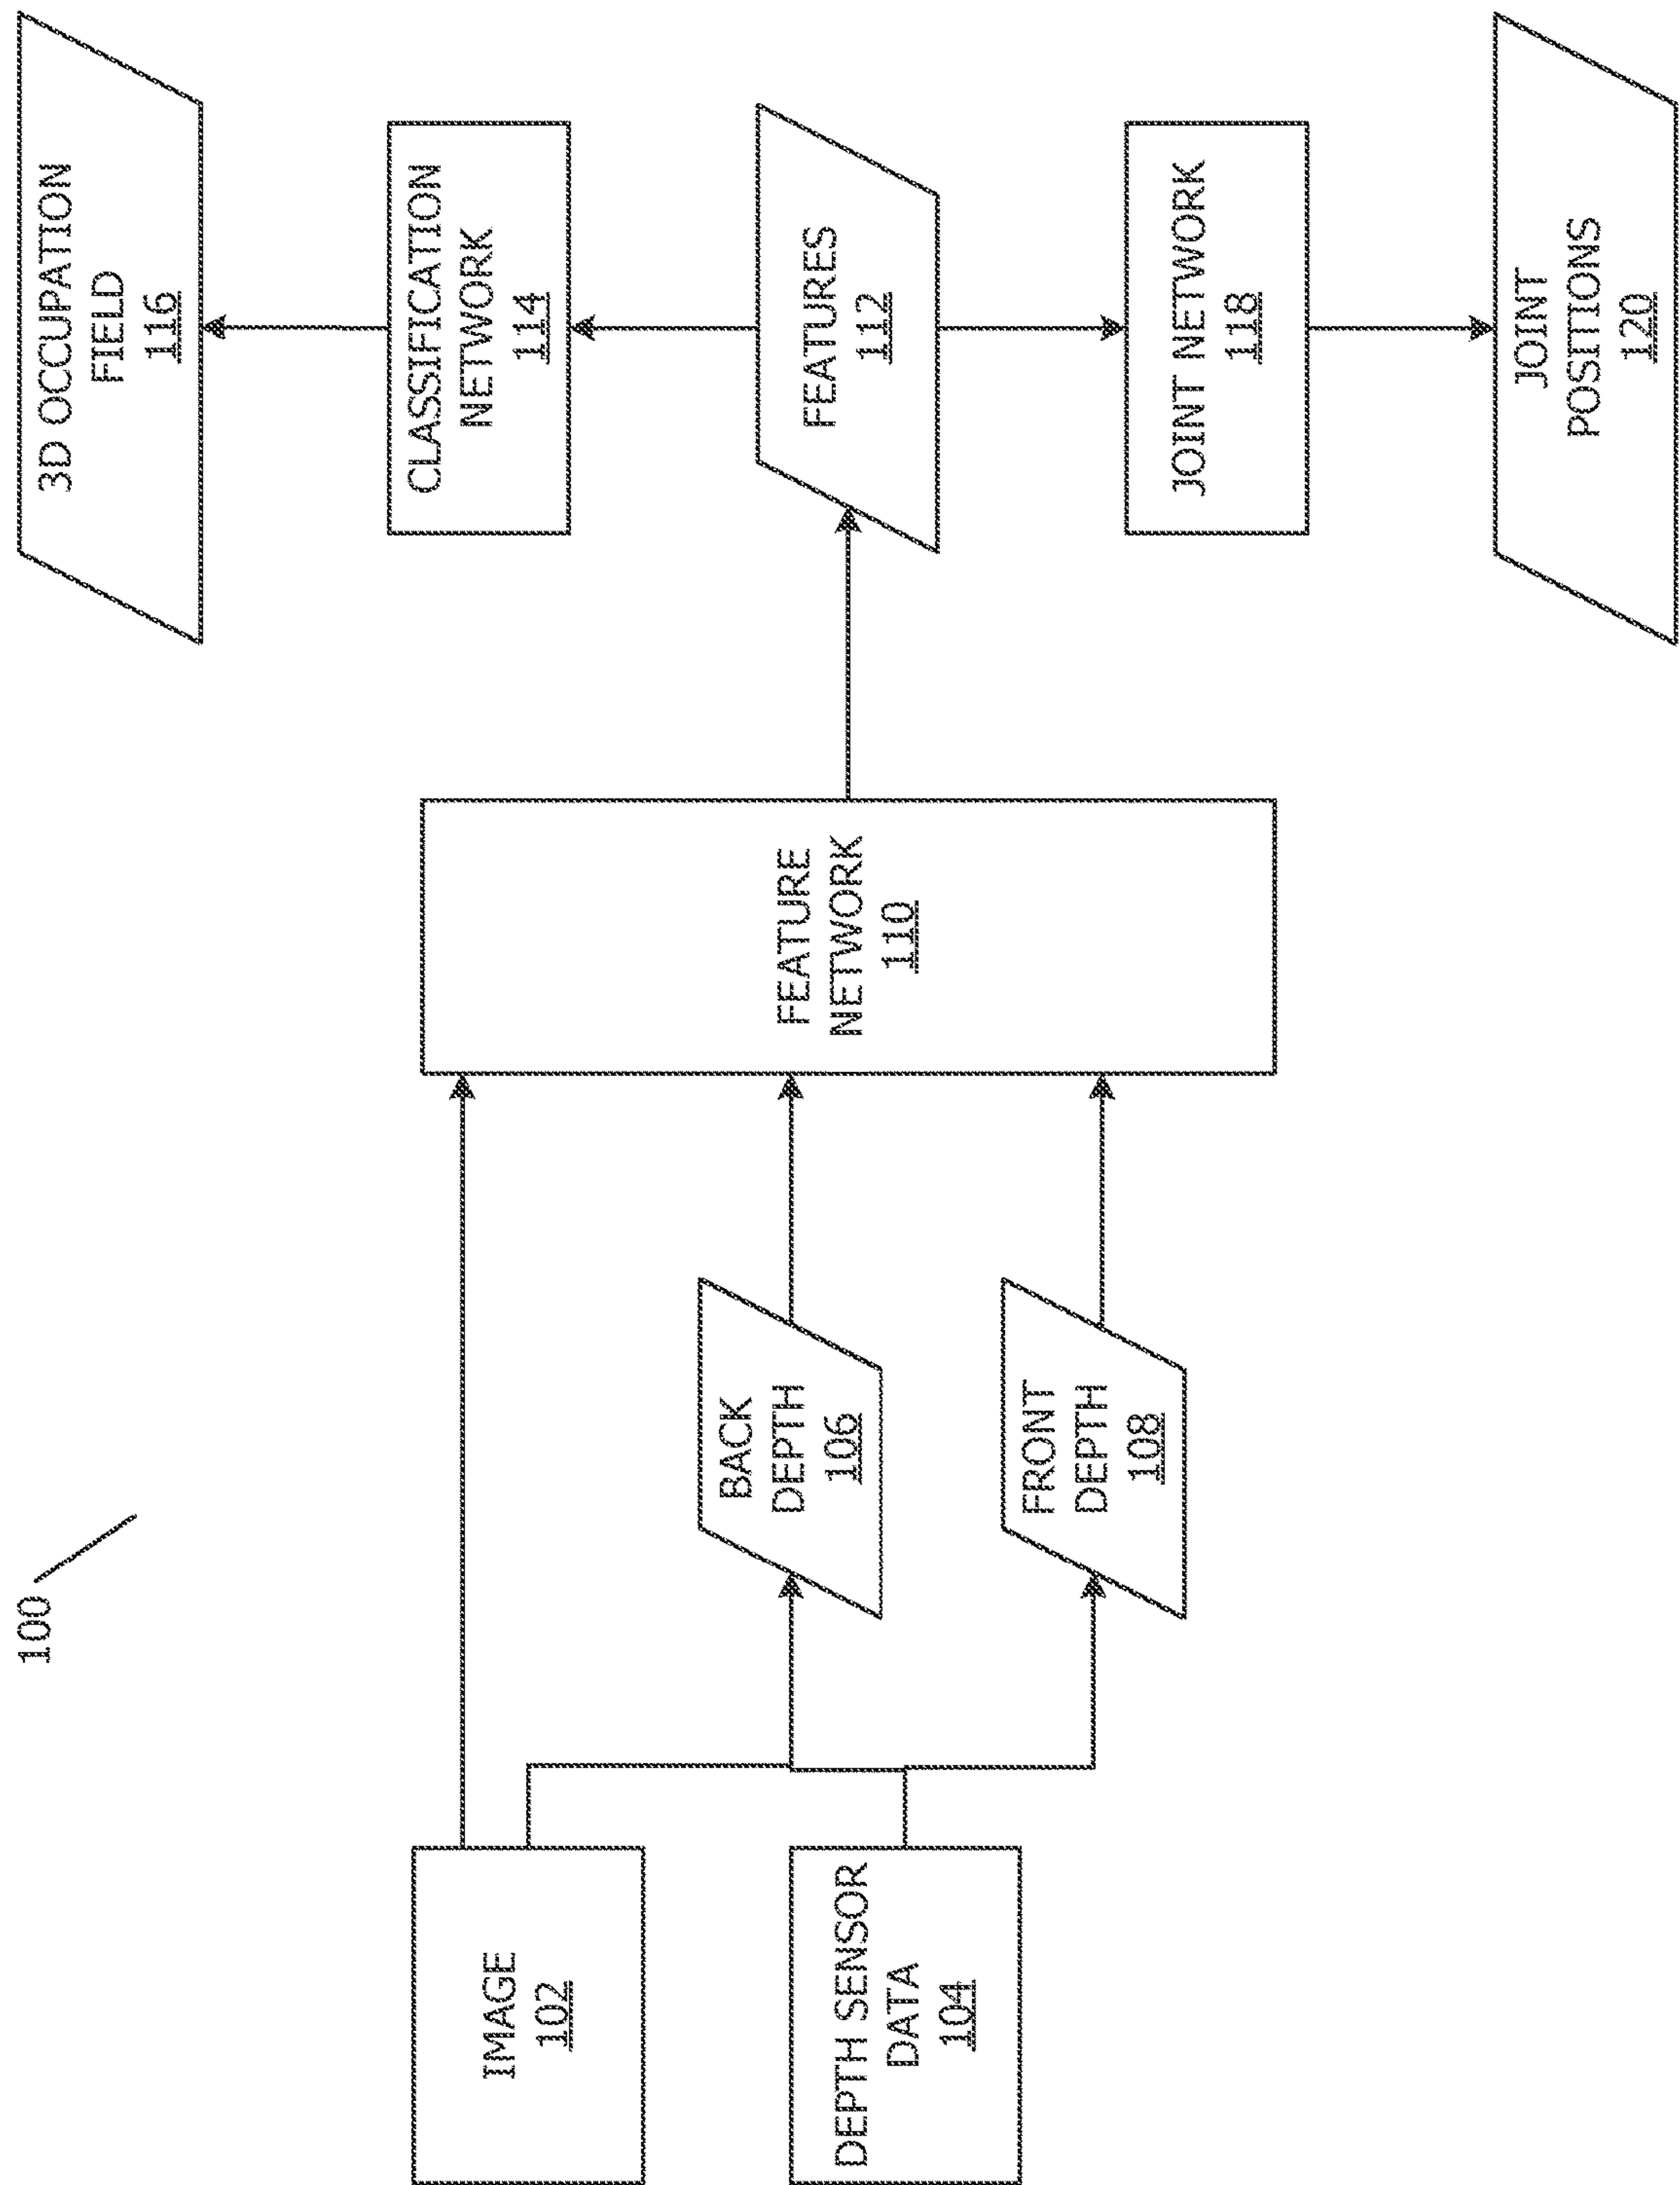 100
IMAGE
102
DEPTH SENSOR
DATA
104
BACK
DEPTH
106
FRONT
DEPTH
108
FEATURE
NETWORK
110
3D OCCUPATION
FIELD
116
CLASSIFICATION
NETWORK
114
FEATURES
112
JOINT NETWORK
118
JOINT
POSITIONS
120